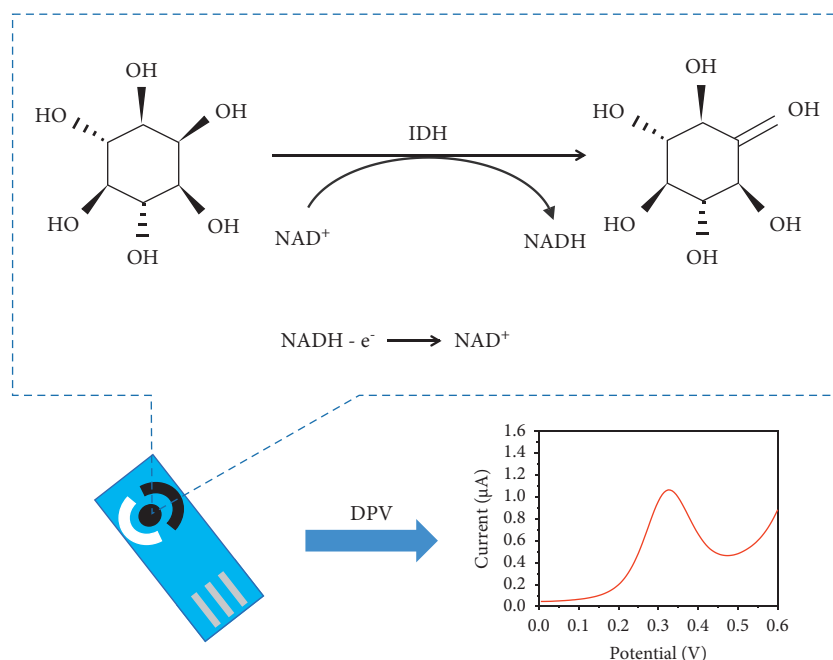 OH
HO
OH
HO
OH
OH
IDH
NAD⁺
NADH
OH
HO
OH
HO
OH
OH
NADH - e⁻ NAD⁺
DPV
Current (µA)
1.6
1.4
1.2
1.0
0.8
0.6
0.4
0.2
0.0
0.0 0.1 0.2 0.3 0.4 0.5 0.6
Potential (V)